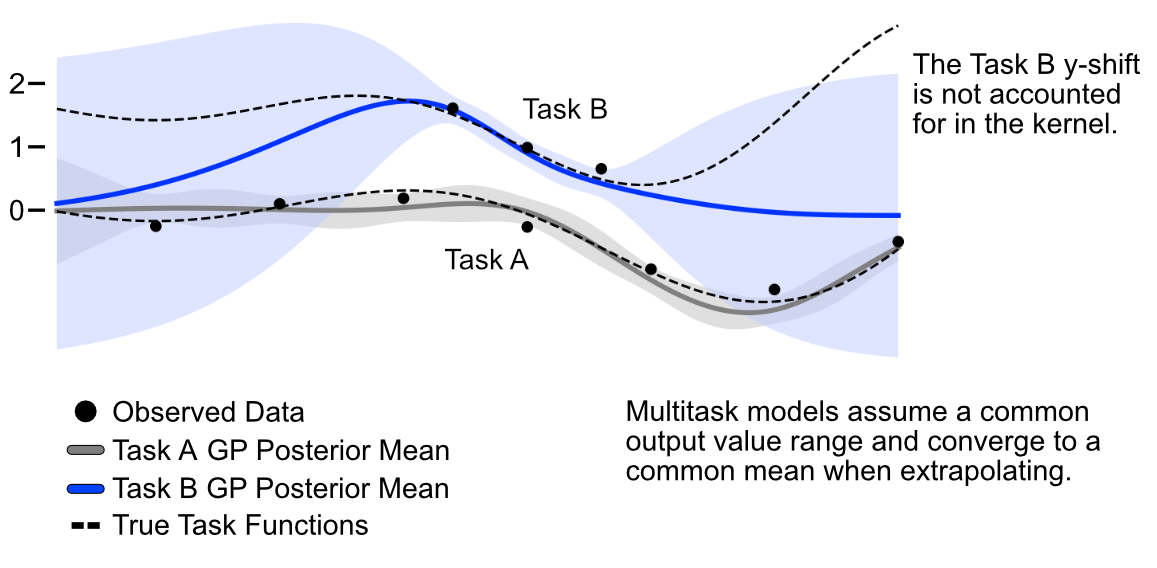 2
1
0
Task B
Task A
The Task B y-shift
is not accounted
for in the kernel.
Observed Data
Task A GP Posterior Mean
Task B GP Posterior Mean
True Task Functions
Multitask models assume a common
output value range and converge to a
common mean when extrapolating.